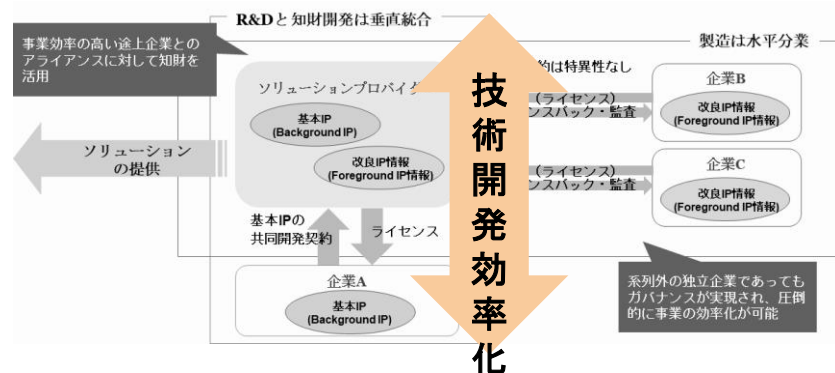 R&Dと知財開発は垂直統合
製造は水平分業
事業効率の高い途上企業との
アライアンスに対して知財を
活用
ソリューションプロバイダ
基本IP
(Background IP)
改良IP情報
(Foreground IP情報)
ソリューション
の提供
基本IPの
共同開発契約
ライセンス
企業A
基本IP
(Background IP)
技術開発効率化
約は特異性なし
(ライセンス)
ンスバック・監査
(ライセンス)
ンスバック・監査
企業B
改良IP情報
(Foreground IP情報)
企業C
改良IP情報
(Foreground IP情報)
系列外の独立企業であっても
ガバナンスが実現され、圧倒
的に事業の効率化が可能